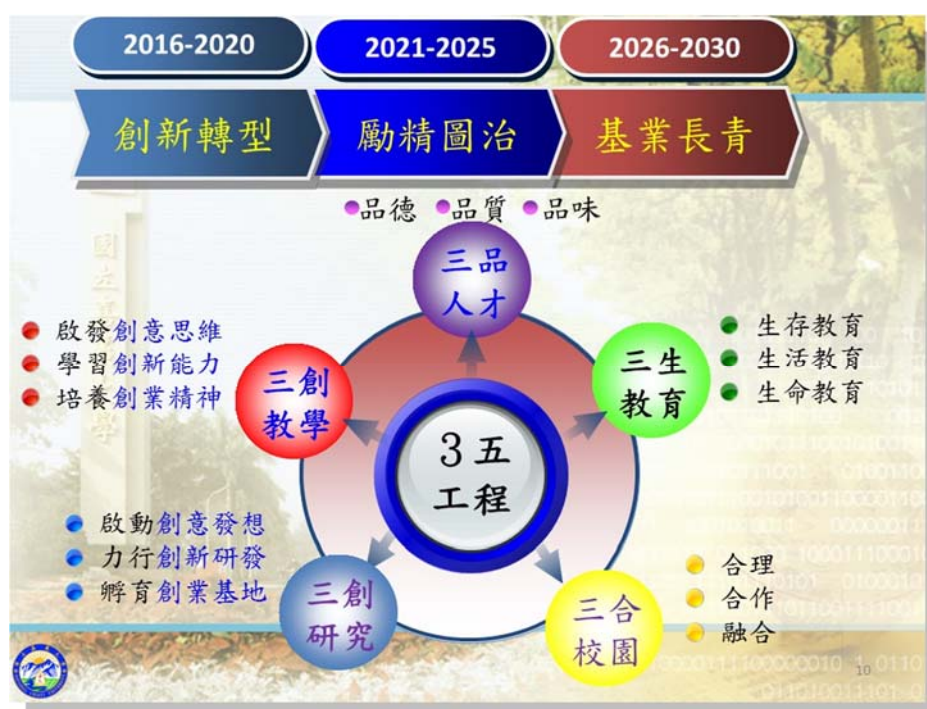 2016-2020
2021-2025
2026-2030
創新轉型
勵精圖治
基業長青
●品德 ●品質 ●品味
三品
人才
啟發創意思維
學習創新能力
培養創業精神
三創
教學
三生
教育
生存教育
生活教育
生命教育
3五
工程
啟動創意發想
力行創新研發
孵育創業基地
三創
研究
三合
校園
合理
合作
融合
10